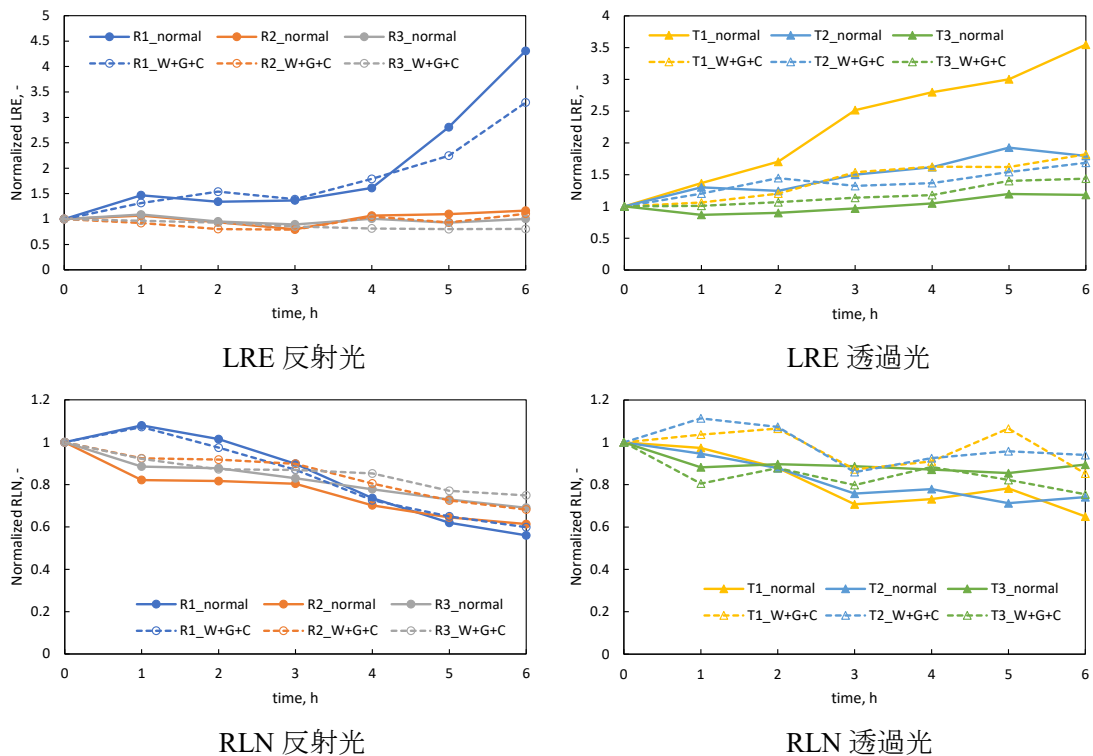 5
4.5
4
3.5
3
2.5
2
1.5
1
0.5
0
Normalized LRE, -
R1_normal R2_normal R3_normal
R1_W+G+C R2_W+G+C R3_W+G+C
0 1 2 3 4 5 6
time, h
LRE 反射光
4
3.5
3
2.5
2
1.5
1
0.5
0
Normalized LRE, -
T1_normal T2_normal T3_normal
T1_W+G+C T2_W+G+C T3_W+G+C
0 1 2 3 4 5 6
time, h
LRE 透過光
1.2
1
0.8
0.6
0.4
0.2
0
Normalized RLN, -
R1_normal R2_normal R3_normal
R1_W+G+C R2_W+G+C R3_W+G+C
0 1 2 3 4 5 6
time, h
RLN 反射光
1.2
1
0.8
0.6
0.4
0.2
0
Normalized RLN, -
T1_normal T2_normal T3_normal
T1_W+G+C T2_W+G+C T3_W+G+C
0 1 2 3 4 5 6
time, h
RLN 透過光